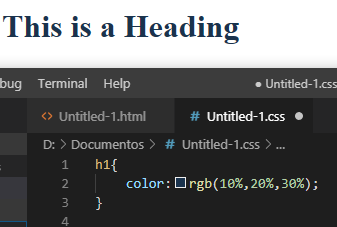 This is a Heading
bug Terminal Help ● Untitled-1.css
<> Untitled-1.html # Untitled-1.css ●
D: > Documentos > # Untitled-1.css > ...
1 h1{
2 color: rgb(10%,20%,30%);
3 }
4